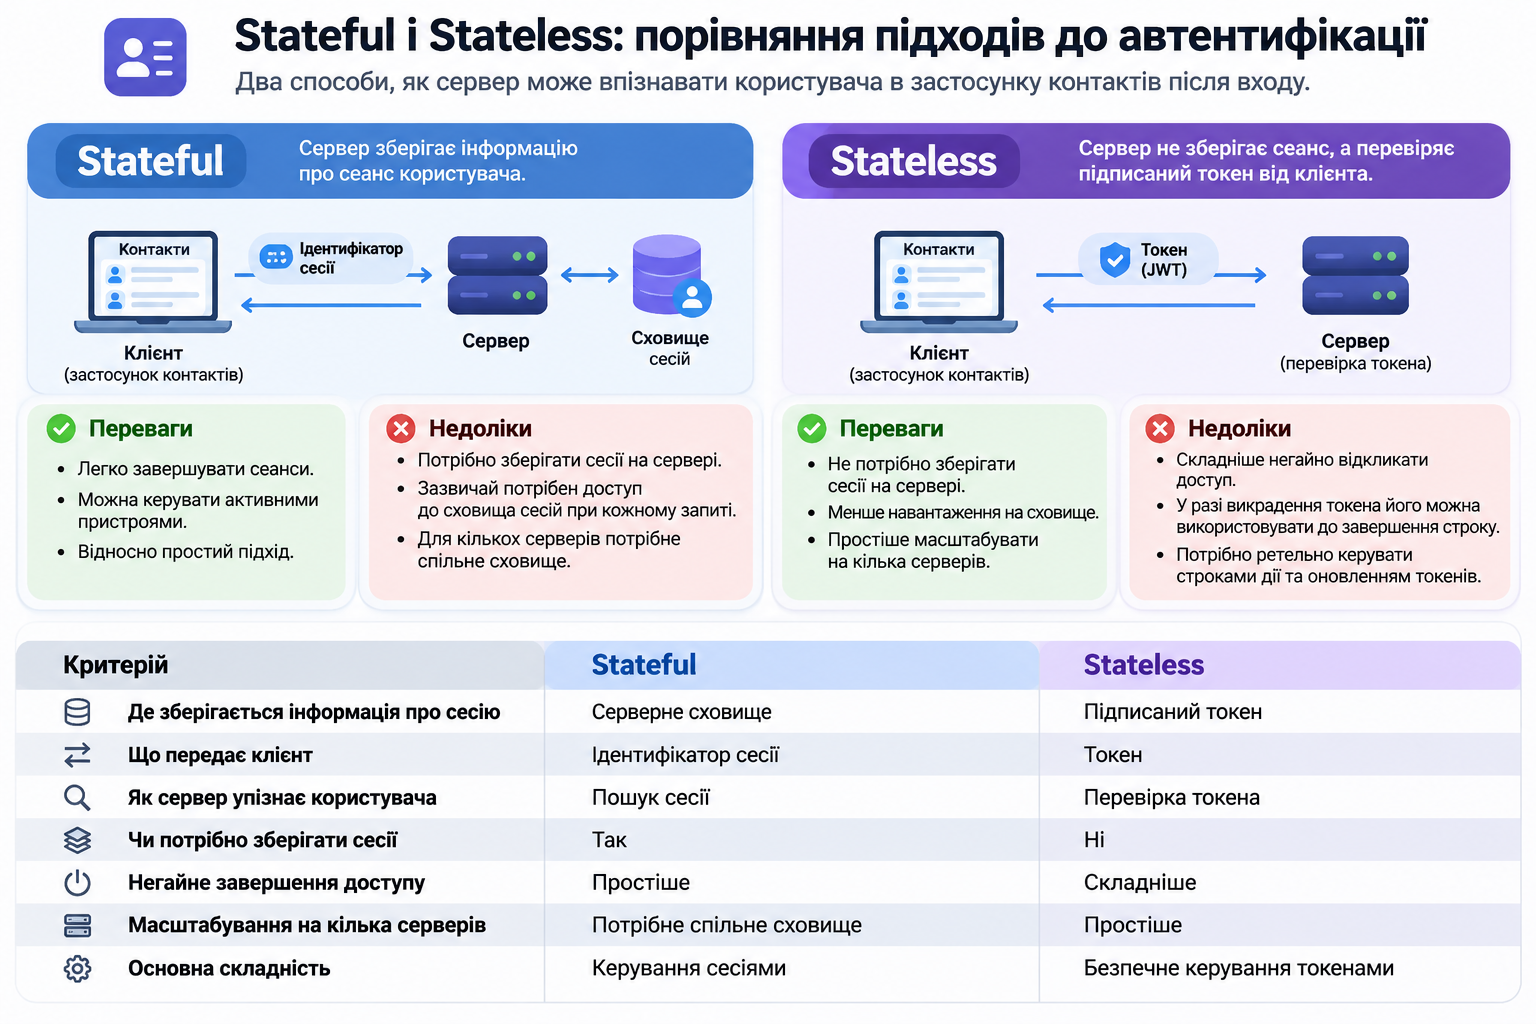 Stateful і Stateless: порівняння підходів до автентифікації
Два способи, як сервер може впізнавати користувача в застосунку контактів після входу.
Stateful
Сервер зберігає інформацію
про сеанс користувача.
Контакти
Ідентифікатор
сесії
Клієнт
(застосунок контактів)
Сервер
Сховище
сесій
Stateless
Сервер не зберігає сеанс, а перевіряє
підписаний токен від клієнта.
Контакти
Токен
(JWT)
Клієнт
(застосунок контактів)
Сервер
(перевірка токена)
Переваги
• Легко завершувати сеанси.
• Можна керувати активними
пристроями.
• Відносно простий підхід.
Недоліки
• Потрібно зберігати сесії на сервері.
• Зазвичай потрібен доступ
до сховища сесій при кожному запиті.
• Для кількох серверів потрібне
спільне сховище.
Переваги
• Не потрібно зберігати
сесії на сервері.
• Менше навантаження на сховище.
• Простіше масштабувати
на кілька серверів.
Недоліки
• Складніше негайно відкликати
доступ.
• У разі викрадення токена його можна
використовувати до завершення строку.
• Потрібно ретельно керувати
строками дії та оновленням токенів.
Критерій Stateful Stateless
Де зберігається інформація про сесію Серверне сховище Підписаний токен
Що передає клієнт Ідентифікатор сесії Токен
Як сервер упізнає користувача Пошук сесії Перевірка токена
Чи потрібно зберігати сесії Так Ні
Негайне завершення доступу Простіше Складніше
Масштабування на кілька серверів Потрібне спільне сховище Простіше
Основна складність Керування сесіями Безпечне керування токенами